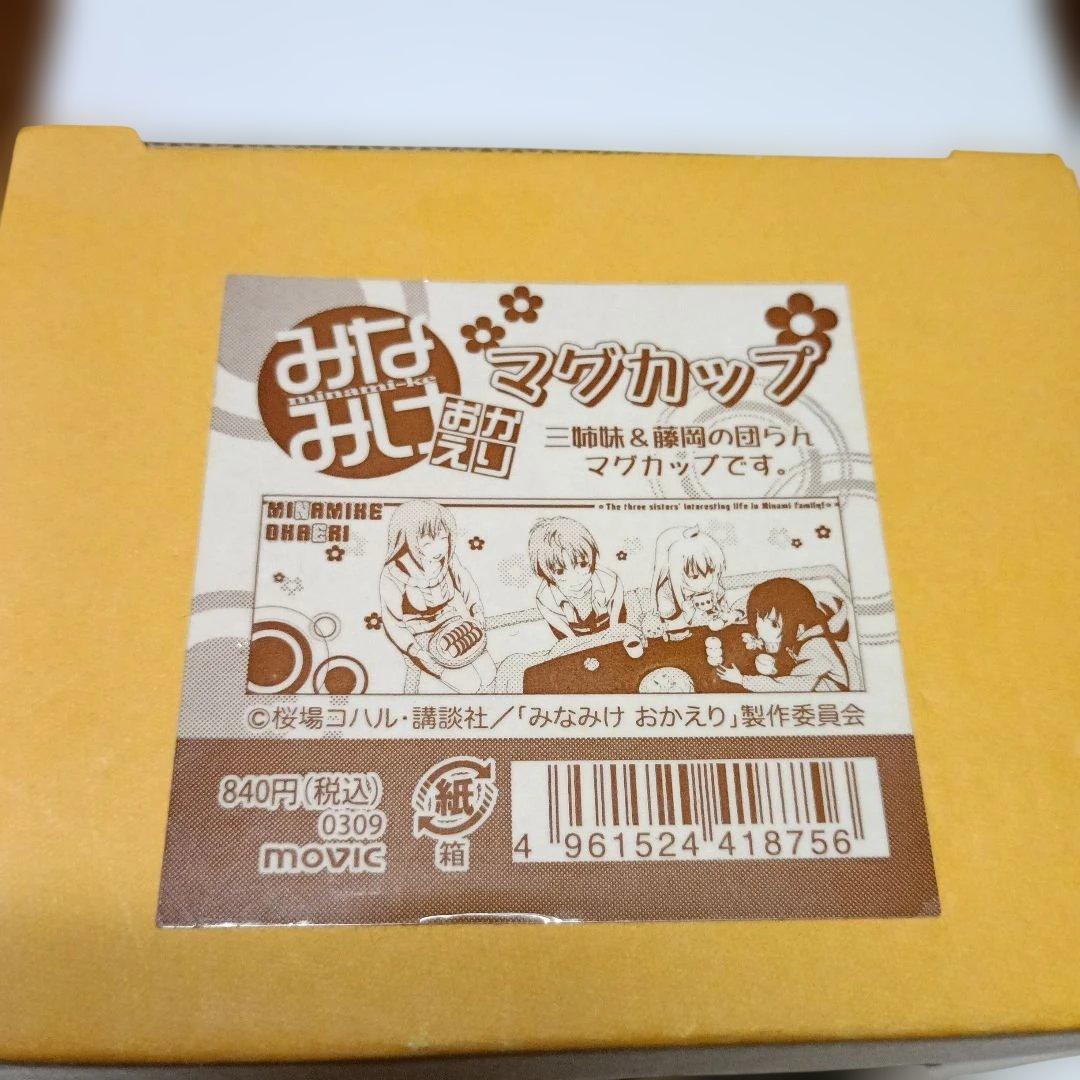 みなみけ
minami-ke
おかえり
マグカップ
三姉妹&藤岡の団らん
マグカップです。
MINAMIKE
OKAERI
The three sisters' interesting life in Minami family!
©桜場コハル・講談社/「みなみけ おかえり」製作委員会
840円(税込)
0309
movic
紙
箱
4 961524 418756